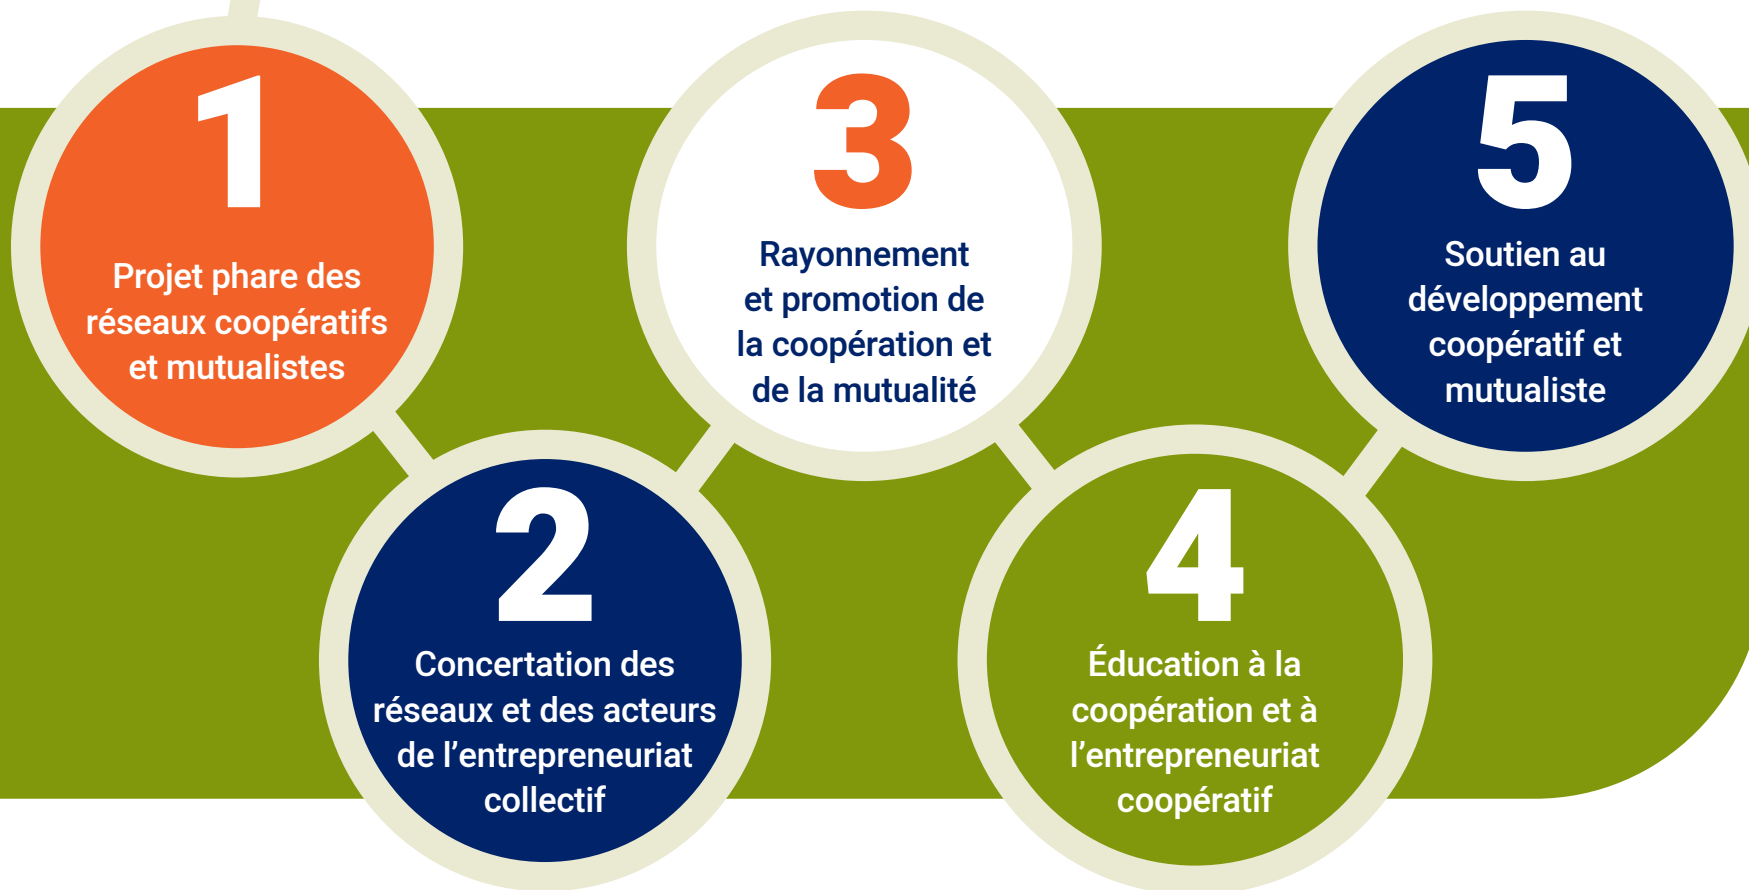 1
Projet phare des
réseaux coopératifs
et mutualistes
2
Concertation des
réseaux et des acteurs
de l’entrepreneuriat
collectif
3
Rayonnement
et promotion de
la coopération et
de la mutualité
4
Éducation à la
coopération et à
l’entrepreneuriat
coopératif
5
Soutien au
développement
coopératif et
mutualiste